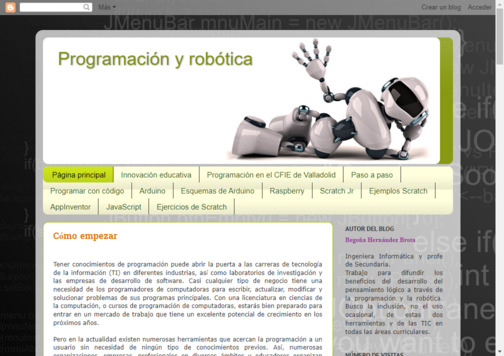 Más
Crear un blog Acceder
JMenuBar mnuMain = new JMenuBar()
Programación y robótica
Página principal
Innovación educativa
Programación en el CFIE de Valladolid
Paso a paso
Programar con código
Arduino
Esquemas de Arduino
Raspberry
Scratch Jr
Ejemplos Scratch
AppInventor
JavaScript
Ejercicios de Scratch
Cómo empezar
Tener conocimientos de programación puede abrir la puerta a las carreras de tecnología
de la información (TI) en diferentes industrias, así como laboratorios de investigación y
las empresas de desarrollo de software. Casi cualquier tipo de negocio tiene una
necesidad de los programadores de computadoras para escribir, actualizar, modificar y
solucionar problemas de sus programas principales. Con una licenciatura en ciencias de
la computación, o cursos de programación de computadoras, estarás bien preparado para
entrar en un mercado de trabajo que tiene un excelente potencial de crecimiento en los
próximos años.
Pero en la actualidad existen numerosas herramientas que acercan la programación a un
usuario sin necesidad de ningún tipo de conocimientos previos. Así, numerosas
organizaciones, empresas, profesionales en diversos ámbitos y educadores organizan
AUTOR DEL BLOG
Begoña Hernández Brota
Ingeniera Informática y profe
de Secundaria.
Trabajo para difundir los
beneficios del desarrollo del
pensamiento lógico a través de
la programación y la robótica.
Busco la inclusión, no el uso
ocasional, de estas dos
herramientas y de las TIC en
todas las áreas curriculares.
NÚMERO DE VISITAS